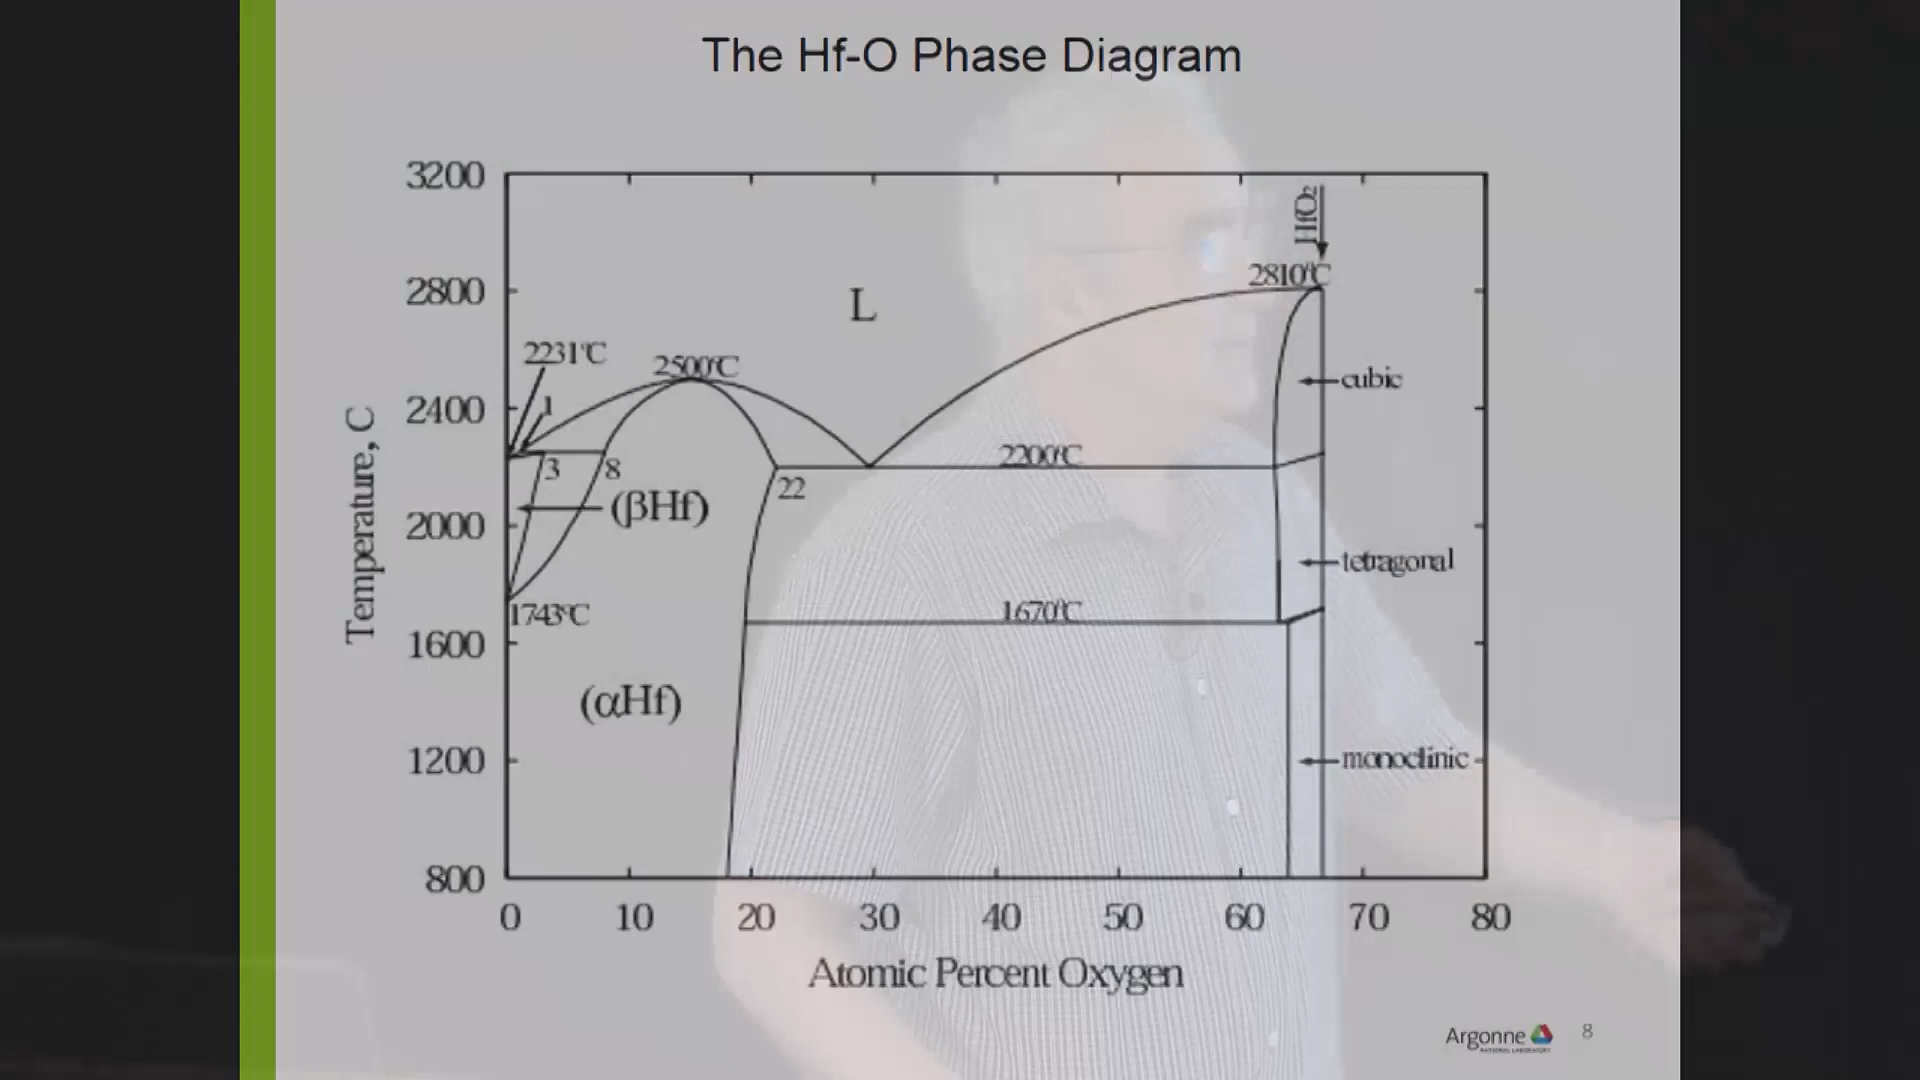 The Hf-O Phase Diagram
3200
2800
2400
2000
1600
1200
800
Temperature, C
HfO₂
2810°C
L
2231°C
2500°C
1
cubic
3
8
2200°C
22
(βHf)
tetragonal
1743°C
1670°C
(αHf)
monoclinic
0 10 20 30 40 50 60 70 80
Atomic Percent Oxygen
Argonne
NATIONAL LABORATORY
8